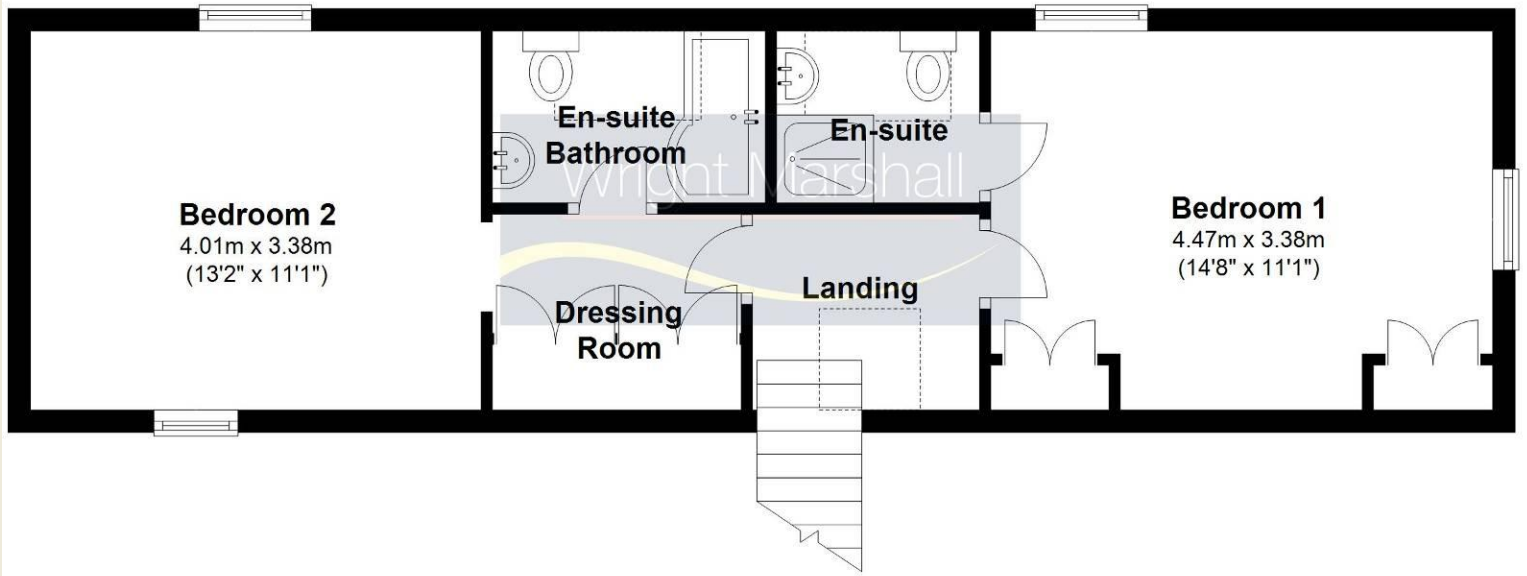 En-suite
Bathroom
En-suite
Wright Marshall
Bedroom 2
4.01m x 3.38m
(13'2" x 11'1")
Bedroom 1
4.47m x 3.38m
(14'8" x 11'1")
Landing
Dressing
Room